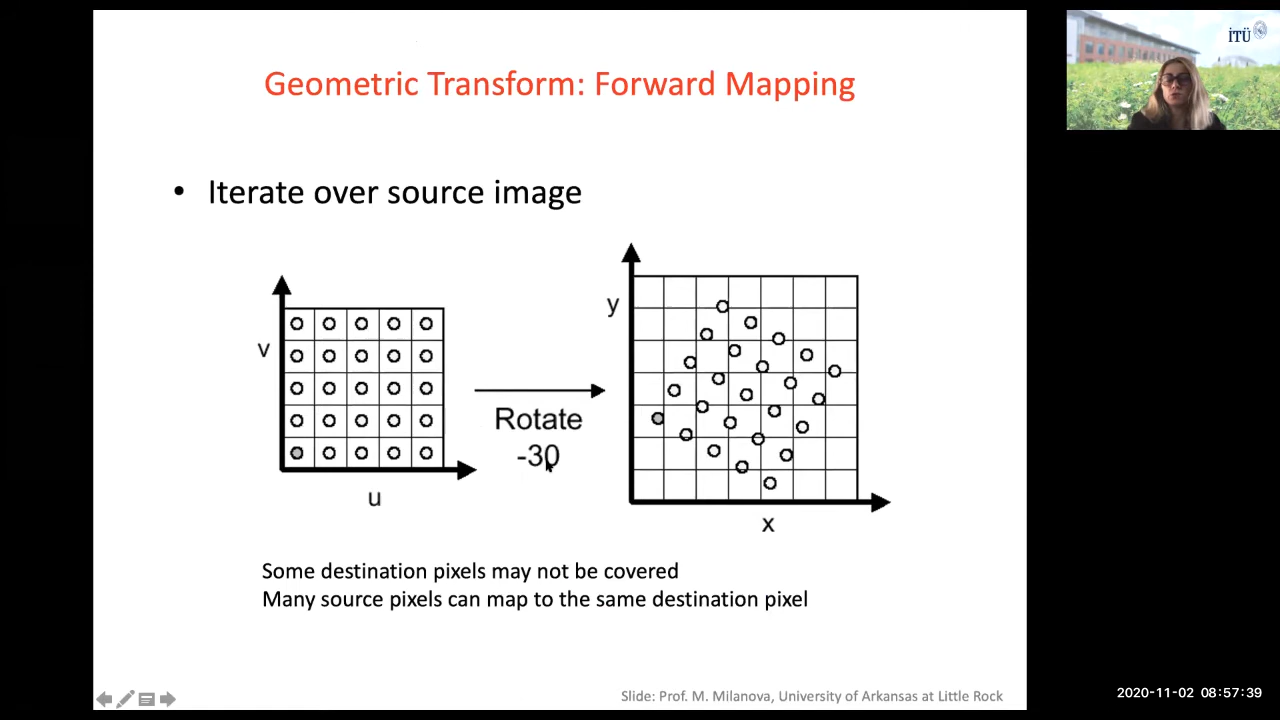 Geometric Transform: Forward Mapping
• Iterate over source image
v
u
Rotate
-30
y
x
Some destination pixels may not be covered
Many source pixels can map to the same destination pixel
Slide: Prof. M. Milanova, University of Arkansas at Little Rock
İTÜ
2020-11-02 08:57:39